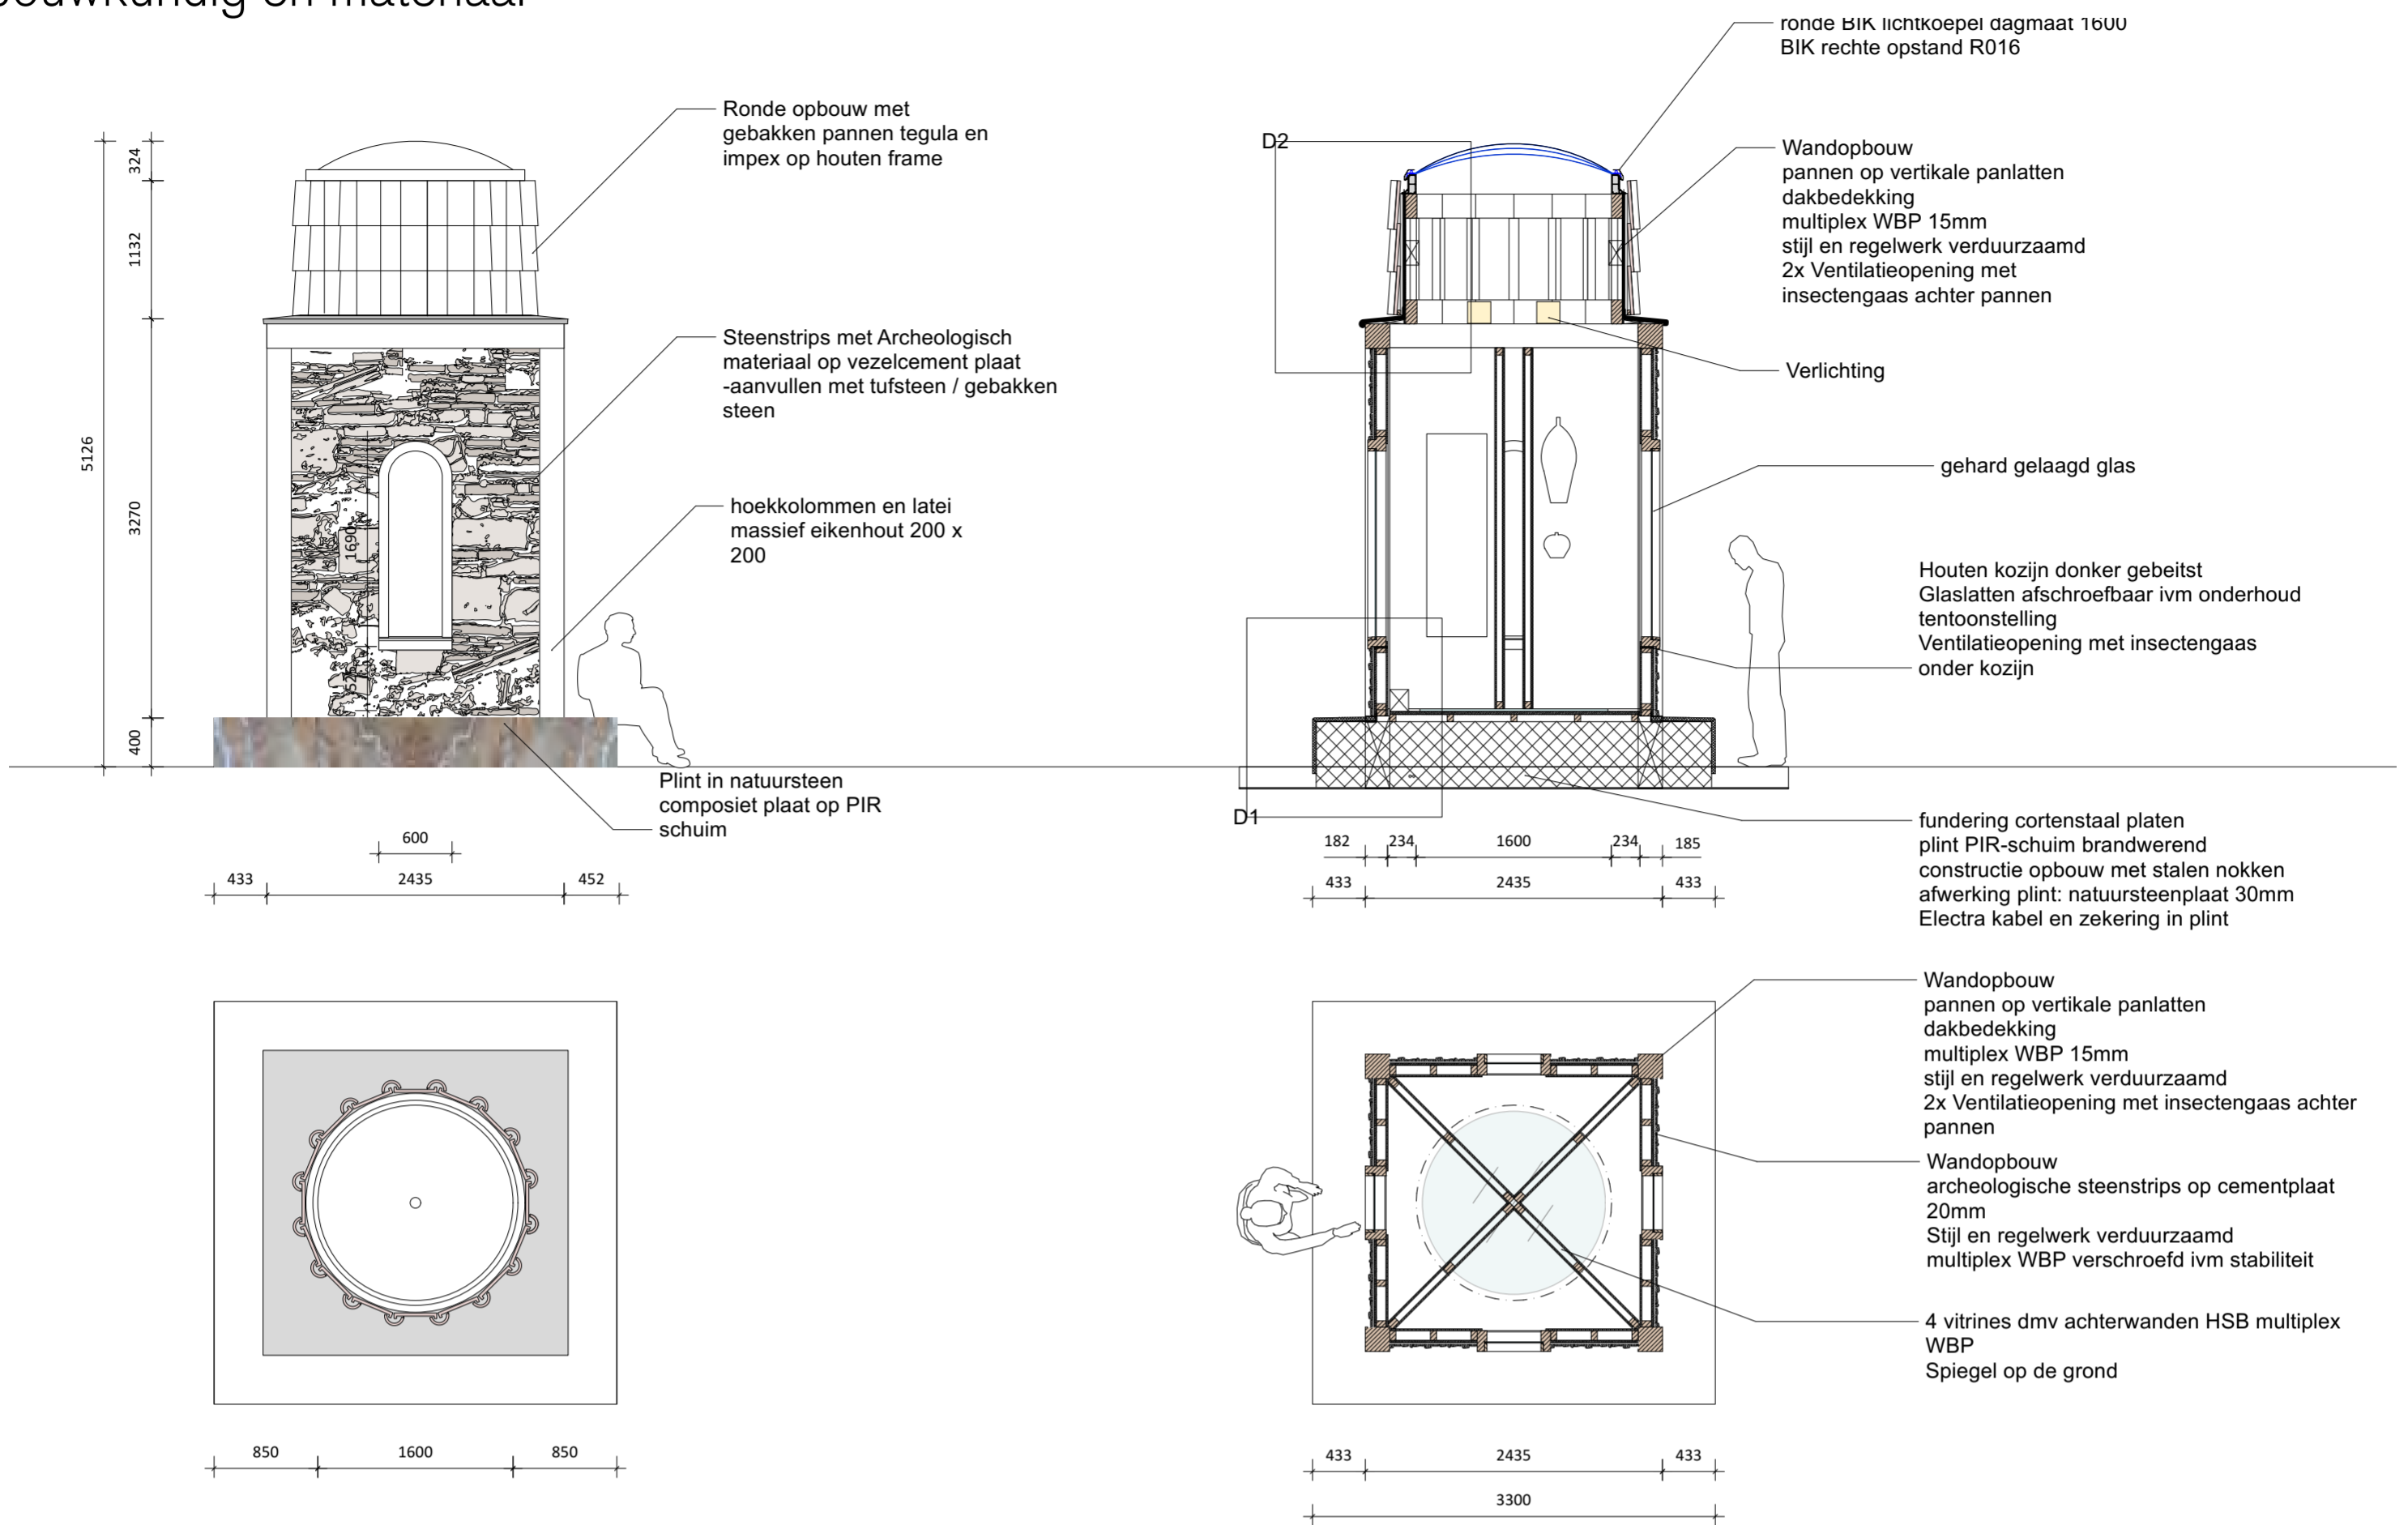 bouwkundig en materiaal
ronde BIK lichtkoepel dagmaat 1600
BIK rechte opstand R016
Ronde opbouw met
gebakken pannen tegula en
impex op houten frame
Steenstrips met Archeologisch
materiaal op vezelcement plaat
-aanvullen met tufsteen / gebakken
steen
hoekkolommen en latei
massief eikenhout 200 x
200
Plint in natuursteen
composiet plaat op PIR
schuim
324
1132
3270
400
5126
1690
600
433
2435
452
D2
Wandopbouw
pannen op vertikale panlatten
dakbedekking
multiplex WBP 15mm
stijl en regelwerk verduurzaamd
2x Ventilatieopening met
insectengaas achter pannen
Verlichting
gehard gelaagd glas
Houten kozijn donker gebeitst
Glaslatten afschroefbaar ivm onderhoud
tentoonstelling
Ventilatieopening met insectengaas
onder kozijn
D1
182
234
1600
234
185
433
2435
433
fundering cortenstaal platen
plint PIR-schuim brandwerend
constructie opbouw met stalen nokken
afwerking plint: natuursteenplaat 30mm
Electra kabel en zekering in plint
850
1600
850
Wandopbouw
pannen op vertikale panlatten
dakbedekking
multiplex WBP 15mm
stijl en regelwerk verduurzaamd
2x Ventilatieopening met insectengaas achter
pannen
Wandopbouw
archeologische steenstrips op cementplaat
20mm
Stijl en regelwerk verduurzaamd
multiplex WBP verschroefd ivm stabiliteit
4 vitrines dmv achterwanden HSB multiplex
WBP
Spiegel op de grond
433
2435
433
3300